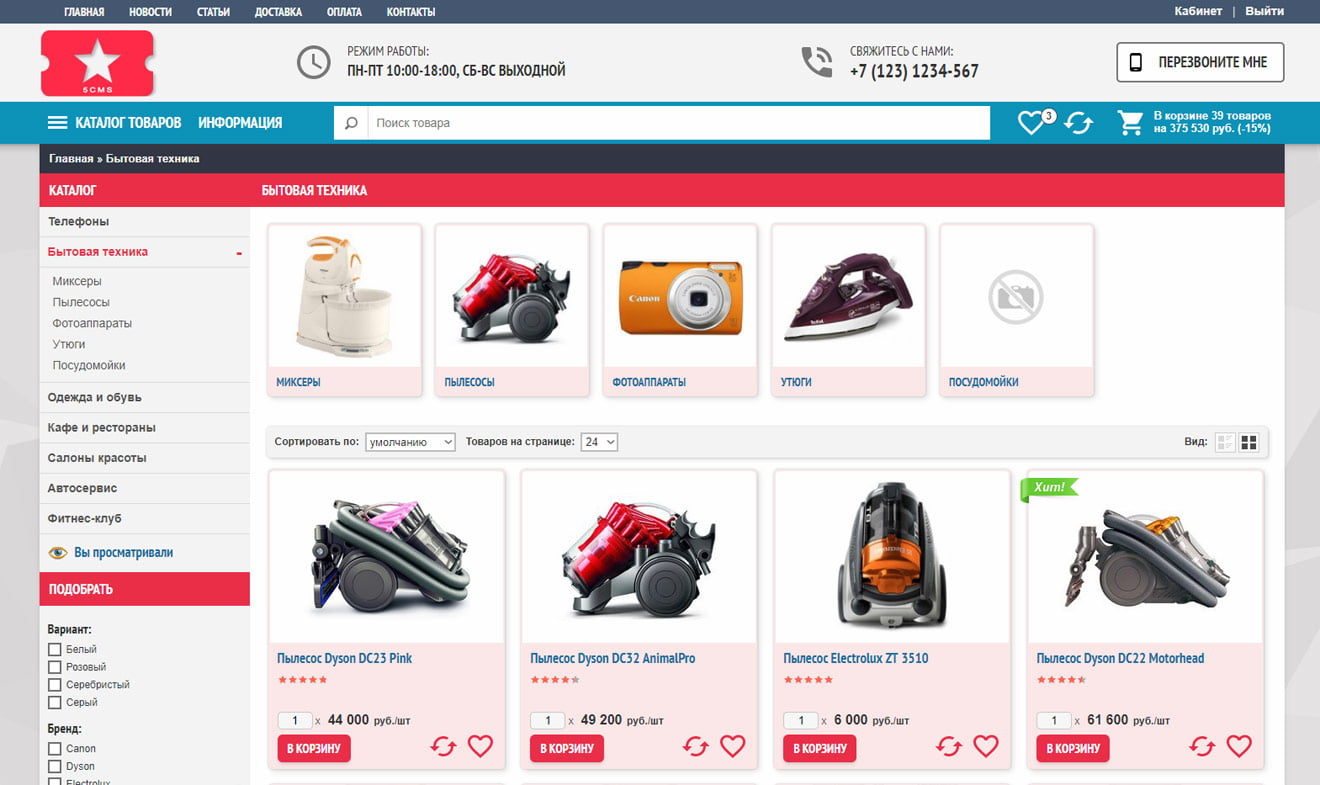 ГЛАВНАЯ НОВОСТИ СТАТЬИ ДОСТАВКА ОПЛАТА КОНТАКТЫ Кабинет | Выйти
5CMS
РЕЖИМ РАБОТЫ:
ПН-ПТ 10:00-18:00, СБ-ВС ВЫХОДНОЙ
СВЯЖИТЕСЬ С НАМИ:
+7 (123) 1234-567
ПЕРЕЗВОНИТЕ МНЕ
КАТАЛОГ ТОВАРОВ ИНФОРМАЦИЯ
Поиск товара
3
В корзине 39 товаров
на 375 530 руб. (-15%)
Главная » Бытовая техника
КАТАЛОГ
Телефоны
Бытовая техника -
Миксеры
Пылесосы
Фотоаппараты
Утюги
Посудомойки
Одежда и обувь
Кафе и рестораны
Салоны красоты
Автосервис
Фитнес-клуб
Вы просматривали
ПОДОБРАТЬ
Вариант:
Белый
Розовый
Серебристый
Серый
Бренд:
Canon
Dyson
Electrolux
БЫТОВАЯ ТЕХНИКА
Canon
Tefal
МИКСЕРЫ ПЫЛЕСОСЫ ФОТОАППАРАТЫ УТЮГИ ПОСУДОМОЙКИ
Сортировать по: умолчанию Товаров на странице: 24 Вид:
Пылесос Dyson DC23 Pink
1 x 44 000 руб./шт
В КОРЗИНУ
Пылесос Dyson DC32 AnimalPro
1 x 49 200 руб./шт
В КОРЗИНУ
Пылесос Electrolux ZT 3510
1 x 6 000 руб./шт
В КОРЗИНУ
Хит!
Пылесос Dyson DC22 Motorhead
1 x 61 600 руб./шт
В КОРЗИНУ